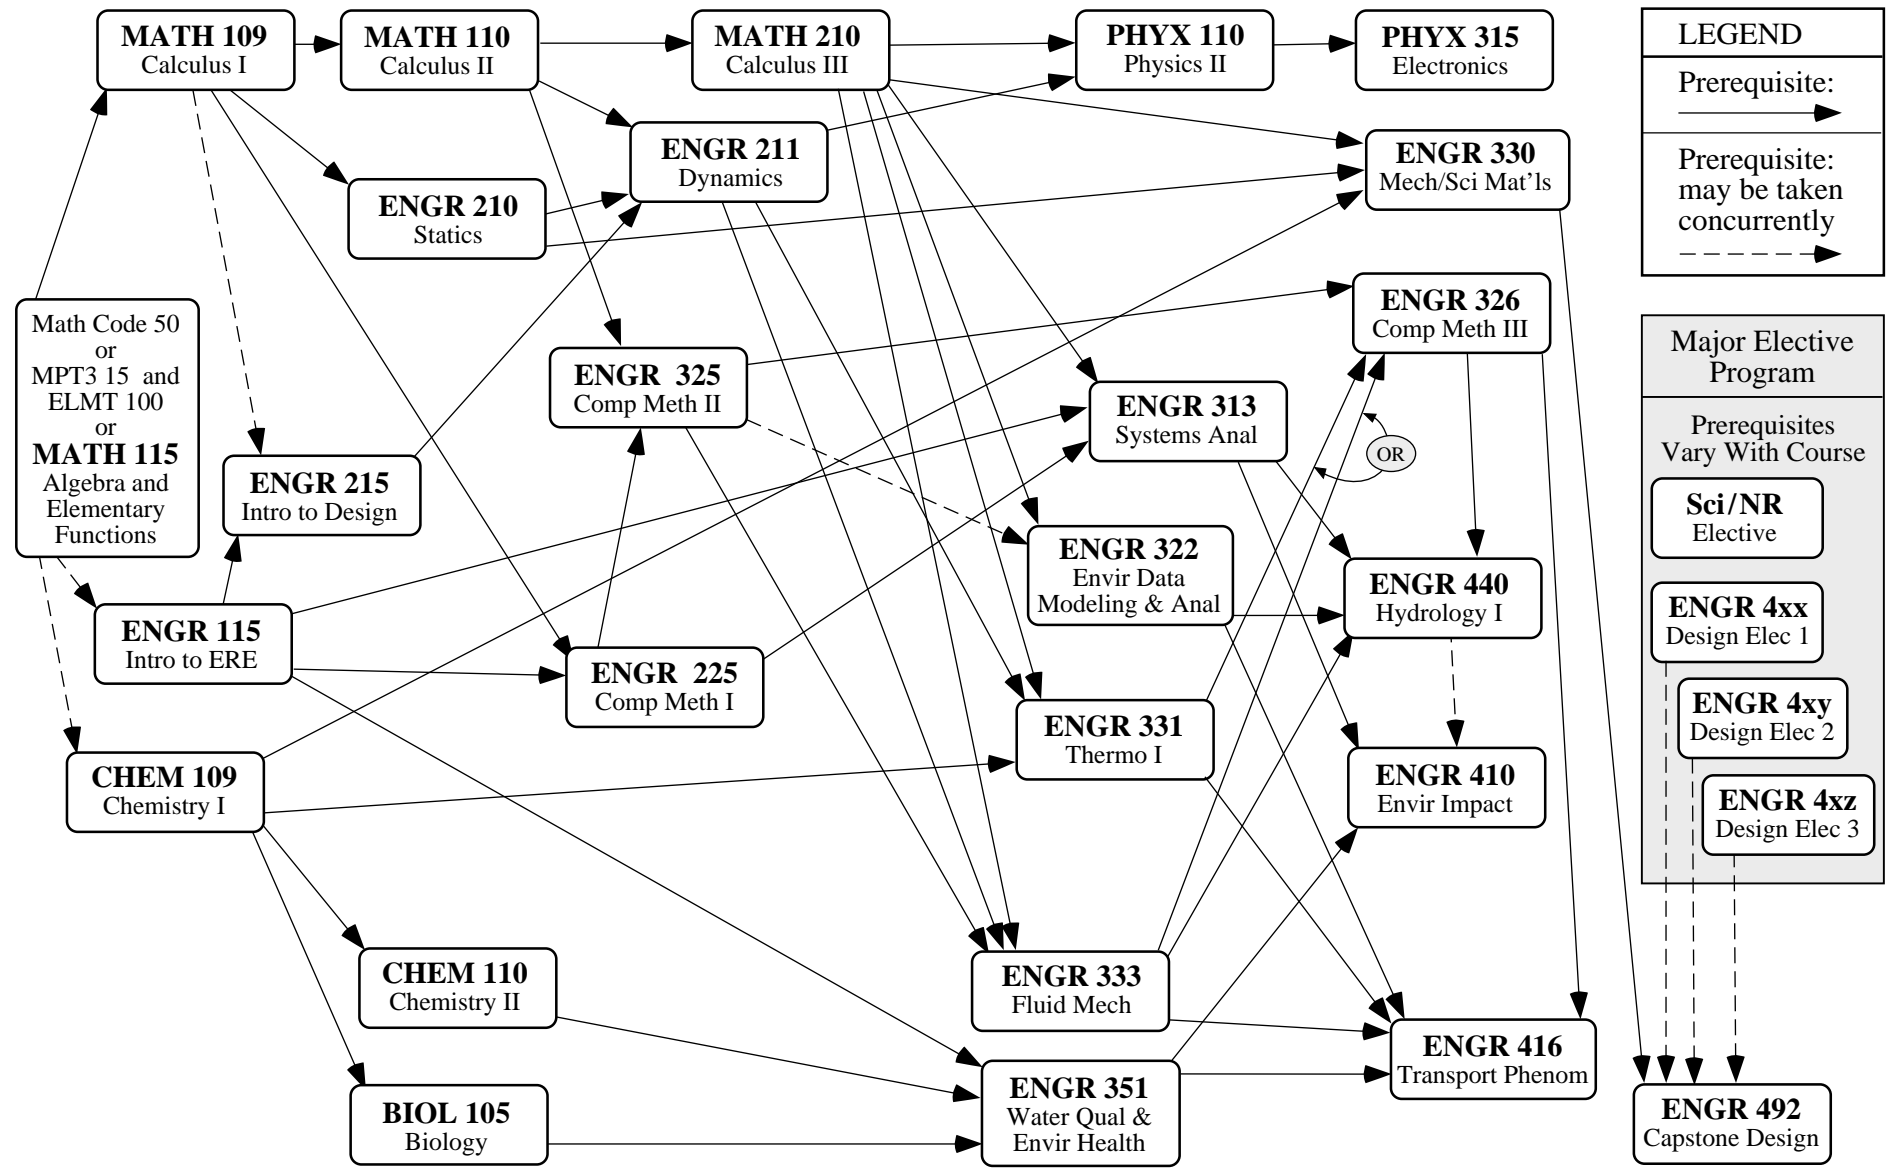 MATH 109
Calculus I
MATH 110
Calculus II
MATH 210
Calculus III
PHYX 110
Physics II
PHYX 315
Electronics
LEGEND
Prerequisite:
Prerequisite:
may be taken
concurrently
ENGR 211
Dynamics
ENGR 330
Mech/Sci Mat'ls
ENGR 210
Statics
Math Code 50
or
MPT3 15 and
ELMT 100
or
MATH 115
Algebra and
Elementary
Functions
ENGR 326
Comp Meth III
ENGR 325
Comp Meth II
ENGR 313
Systems Anal
OR
ENGR 215
Intro to Design
ENGR 322
Envir Data
Modeling & Anal
ENGR 440
Hydrology I
ENGR 115
Intro to ERE
ENGR 225
Comp Meth I
ENGR 331
Thermo I
ENGR 410
Envir Impact
CHEM 109
Chemistry I
CHEM 110
Chemistry II
ENGR 333
Fluid Mech
ENGR 416
Transport Phenom
BIOL 105
Biology
ENGR 351
Water Qual &
Envir Health
Major Elective
Program
Prerequisites
Vary With Course
Sci/NR
Elective
ENGR 4xx
Design Elec 1
ENGR 4xy
Design Elec 2
ENGR 4xz
Design Elec 3
ENGR 492
Capstone Design